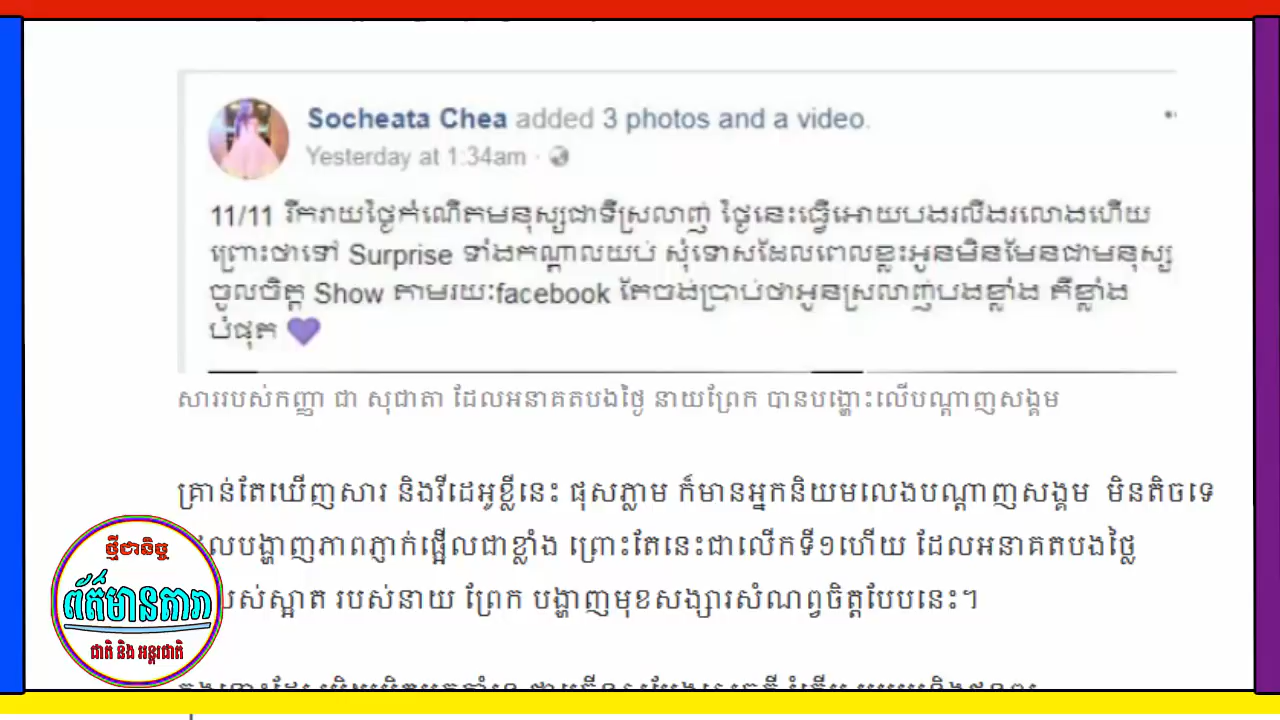 Socheata Chea added 3 photos and a video.
Yesterday at 1:34am ·
11/11 រីករាយថ្ងៃកំណើតមនុស្សជាទីស្រលាញ់ ថ្ងៃនេះធ្វើអោយបងរលីងរលោងហើយ
ព្រោះថាទៅ Surprise ទាំងកណ្តាលយប់ សុំទោសដែលពេលខ្លះអូនមិនមែនជាមនុស្ស
ចូលចិត្ត Show តាមរយៈfacebook តែចង់ប្រាប់ថាអូនស្រលាញ់បងខ្លាំង គឺខ្លាំង
បំផុត 💜
សាររបស់កញ្ញា ជា សុជាតា ដែលអនាគតបងថ្ងៃ នាយព្រែក បានបង្ហោះលើបណ្តាញសង្គម
គ្រាន់តែឃើញសារ និងវីដេអូខ្លីនេះ ផុសភ្លាម ក៏មានអ្នកនិយមលេងបណ្តាញសង្គម មិនតិចទេ
បង្ហាញភាពភ្ញាក់ផ្អើលជាខ្លាំង ព្រោះតែនេះជាលើកទី១ហើយ ដែលអនាគតបងថ្លៃ
ស្អាត របស់នាយ ព្រែក បង្ហាញមុខសង្សារសំណព្វចិត្តបែបនេះ។
ថ្មីជានិច្ច
ព័ត៌មានតារា
ជាតិ និង អន្តរជាតិ